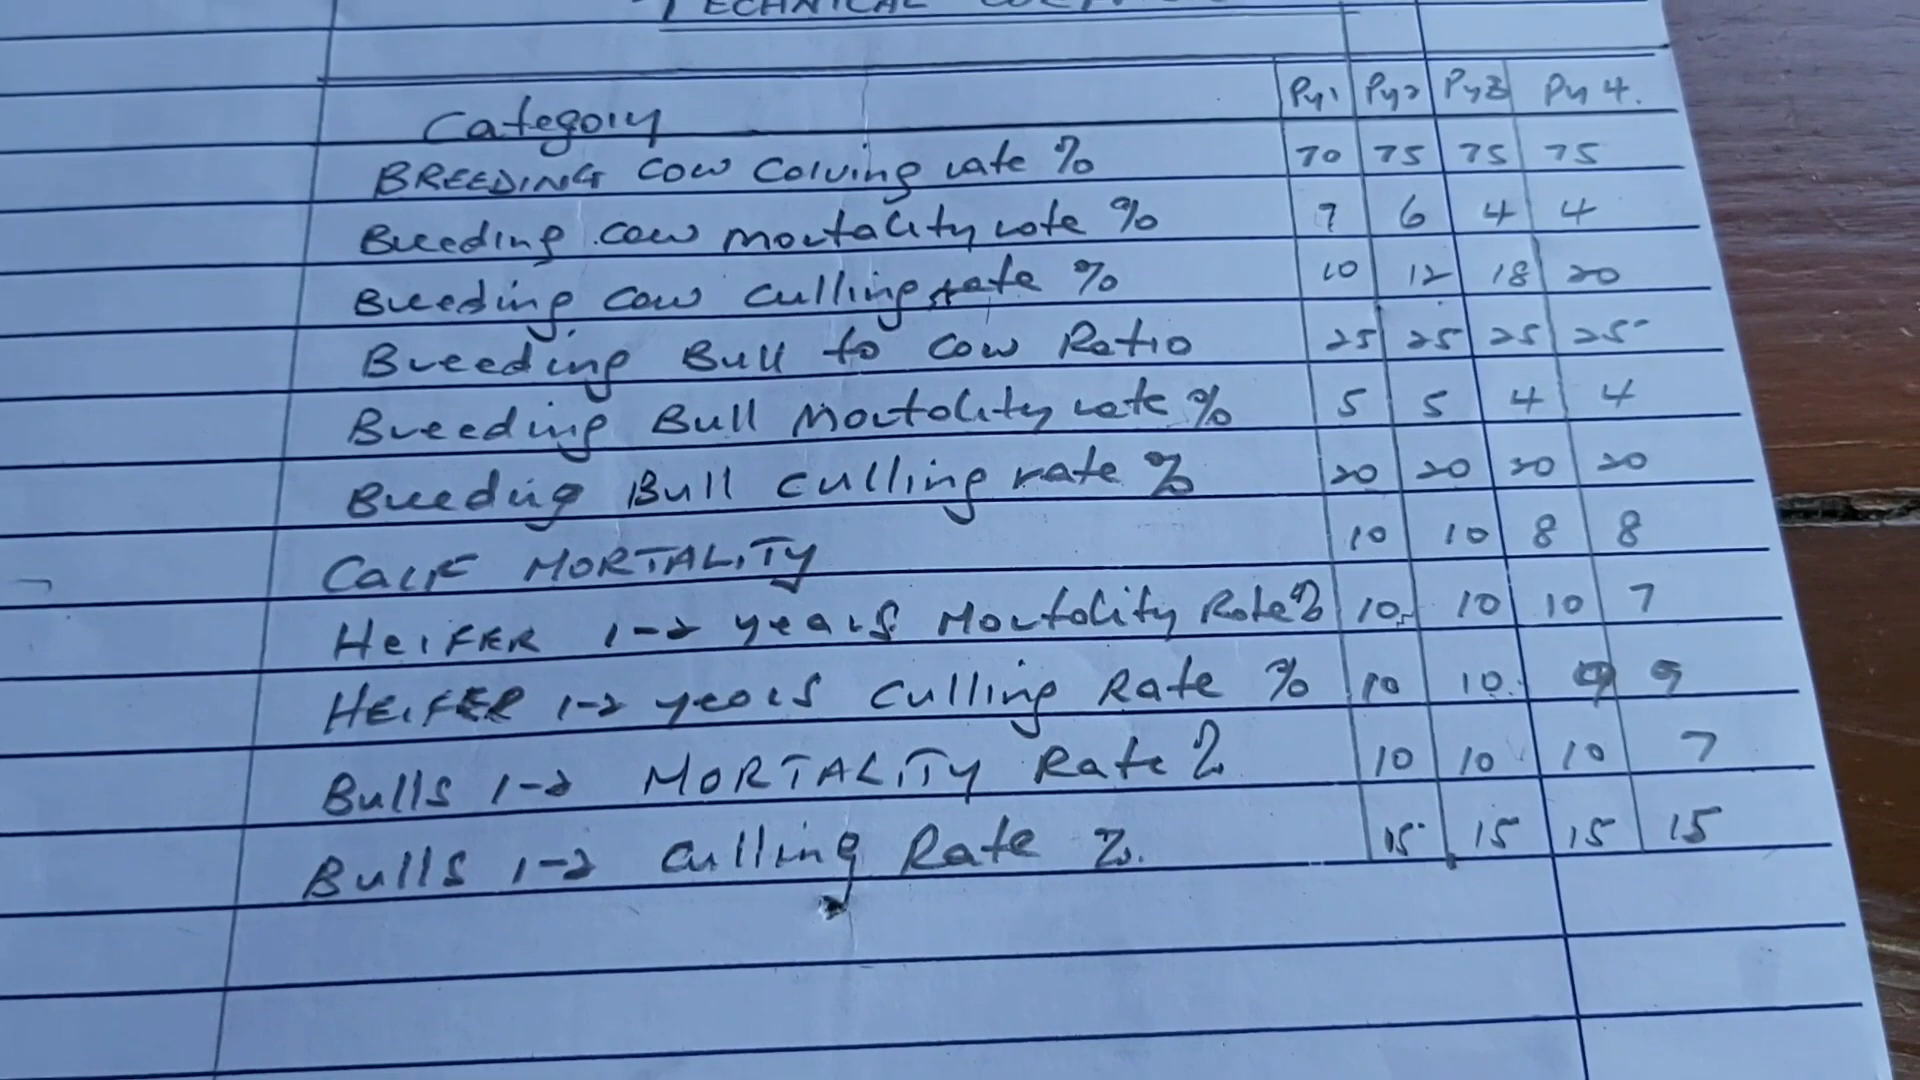 TECHNICAL
Category Py1 Py2 Py3 Py 4.
BREEDING COW Calving rate % 70 75 75 75
Breeding cow mortality rate % 7 6 4 4
Breeding cow culling rate % 10 12 18 20
Breeding Bull to cow Ratio 25 25 25 25
Breeding Bull Mortality rate % 5 5 4 4
Breeding Bull culling rate % 20 20 20 20
CALF MORTALITY 10 10 8 8
HEIFER 1-2 years Mortality Rate % 10 10 10 7
HEIFER 1-2 years culling Rate % 10 10 9 9
Bulls 1-2 MORTALITY Rate % 10 10 10 7
Bulls 1-2 culling Rate %. 15 15 15 15